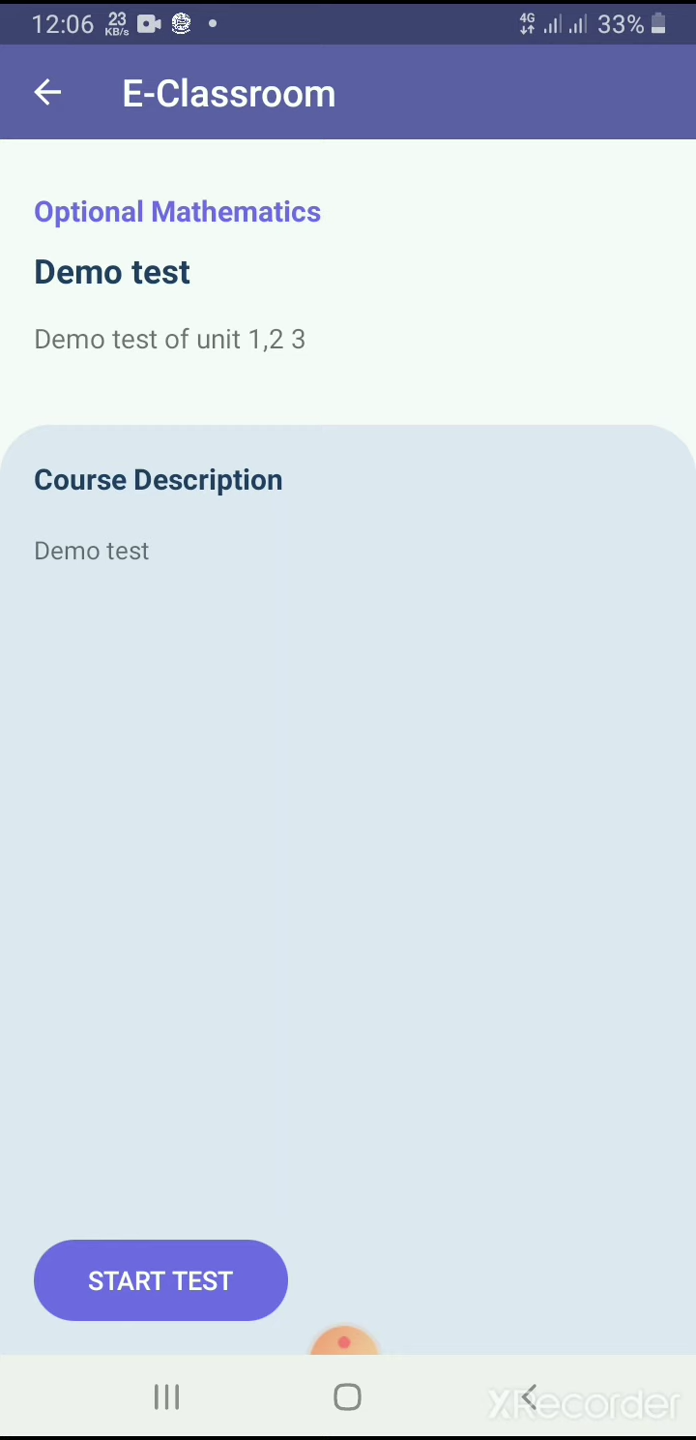 12:06 23 KB/s 4G 33%
E-Classroom
Optional Mathematics
Demo test
Demo test of unit 1,2 3
Course Description
Demo test
START TEST
XRecorder